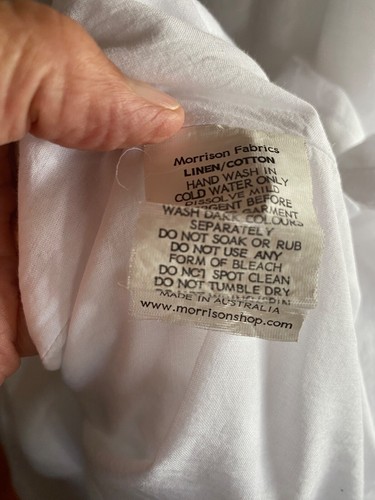 Morrison Fabrics
LINEN/COTTON
HAND WASH IN
COLD WATER ONLY
DISSOLVE MILD
BEFORE
GARMENT
WASH DARK COLOURS
SEPARATELY
DO NOT SOAK OR RUB
DO NOT USE ANY
FORM OF BLEACH
DO NOT SPOT CLEAN
DO NOT TUMBLE DRY
MADE IN AUSTRALIA
www.morrisonshop.com